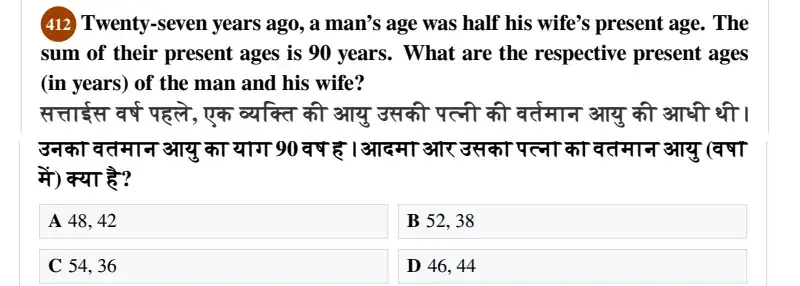 412 Twenty-seven years ago, a man’s age was half his wife’s present age. The
sum of their present ages is 90 years. What are the respective present ages
(in years) of the man and his wife?
सत्ताईस वर्ष पहले, एक व्यक्ति की आयु उसकी पत्नी की वर्तमान आयु की आधी थी।
उनकी वर्तमान आयु का योग 90 वर्ष है। आदमी और उसकी पत्नी की वर्तमान आयु (वर्षों
में) क्या है?
A 48, 42
B 52, 38
C 54, 36
D 46, 44